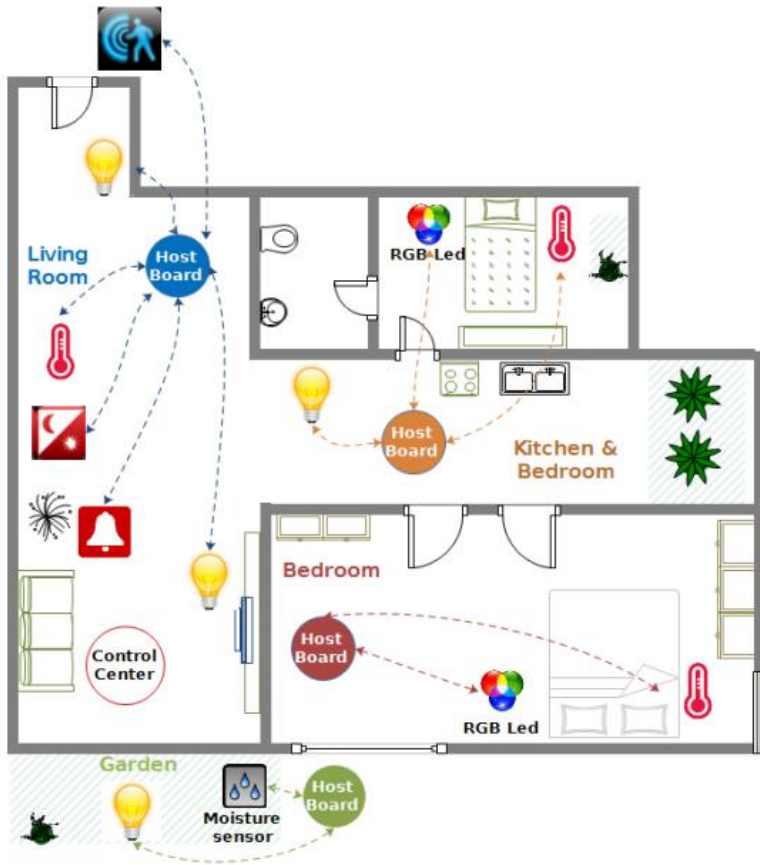 Living
Room
Host
Board
RGB Led
Host
Board
Kitchen &
Bedroom
Bedroom
Host
Board
Control
Center
RGB Led
Garden
Moisture
sensor
Host
Board